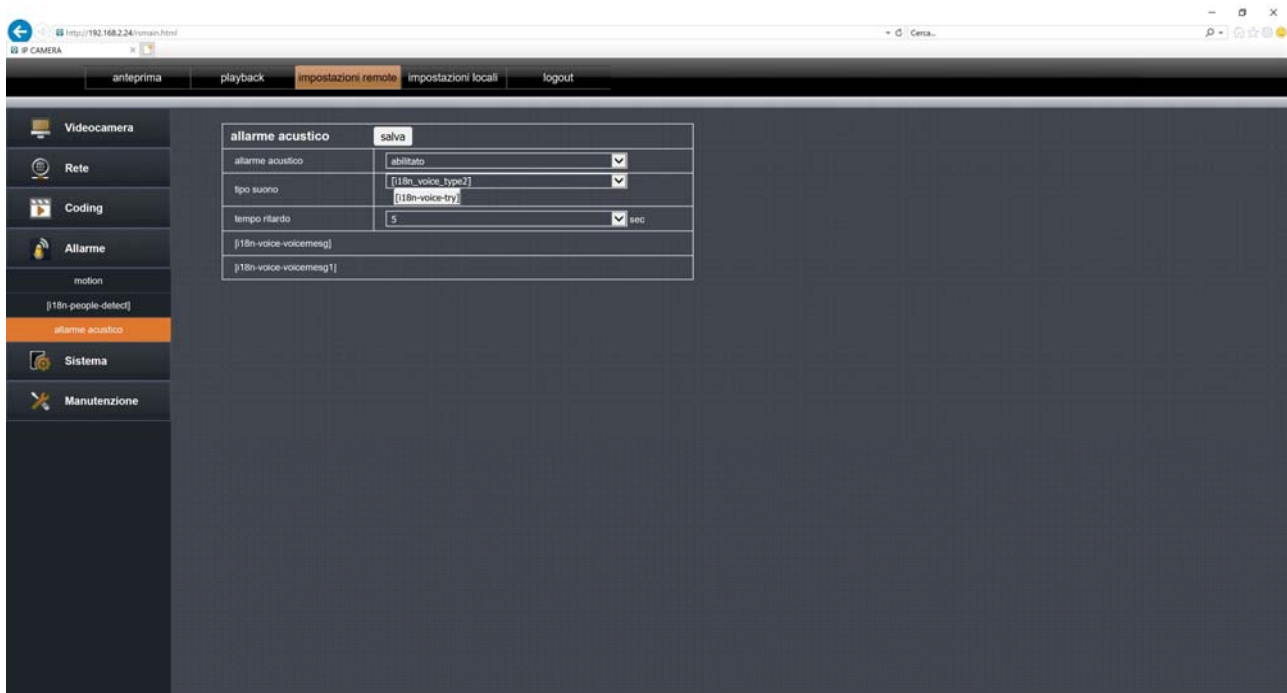 http://192.168.2.24/romain.html
Cerca...
IP CAMERA
anteprima playback impostazioni remote impostazioni locali logout
Videocamera
Rete
Coding
Allarme
motion
[i18n-people-detect]
allarme acustico
Sistema
Manutenzione
allarme acustico salva
allarme acustico abilitato
tipo suono [i18n_voice_type2]
[i18n-voice-try]
tempo ritardo 5 sec
[i18n-voice-voicemesg]
[i18n-voice-voicemesg1]